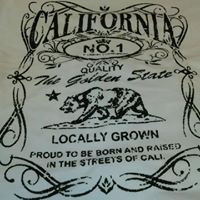 CALIFORNIA
NO.1
QUALITY
The Golden State
LOCALLY GROWN
PROUD TO BE BORN AND RAISED
IN THE STREETS OF CALI.